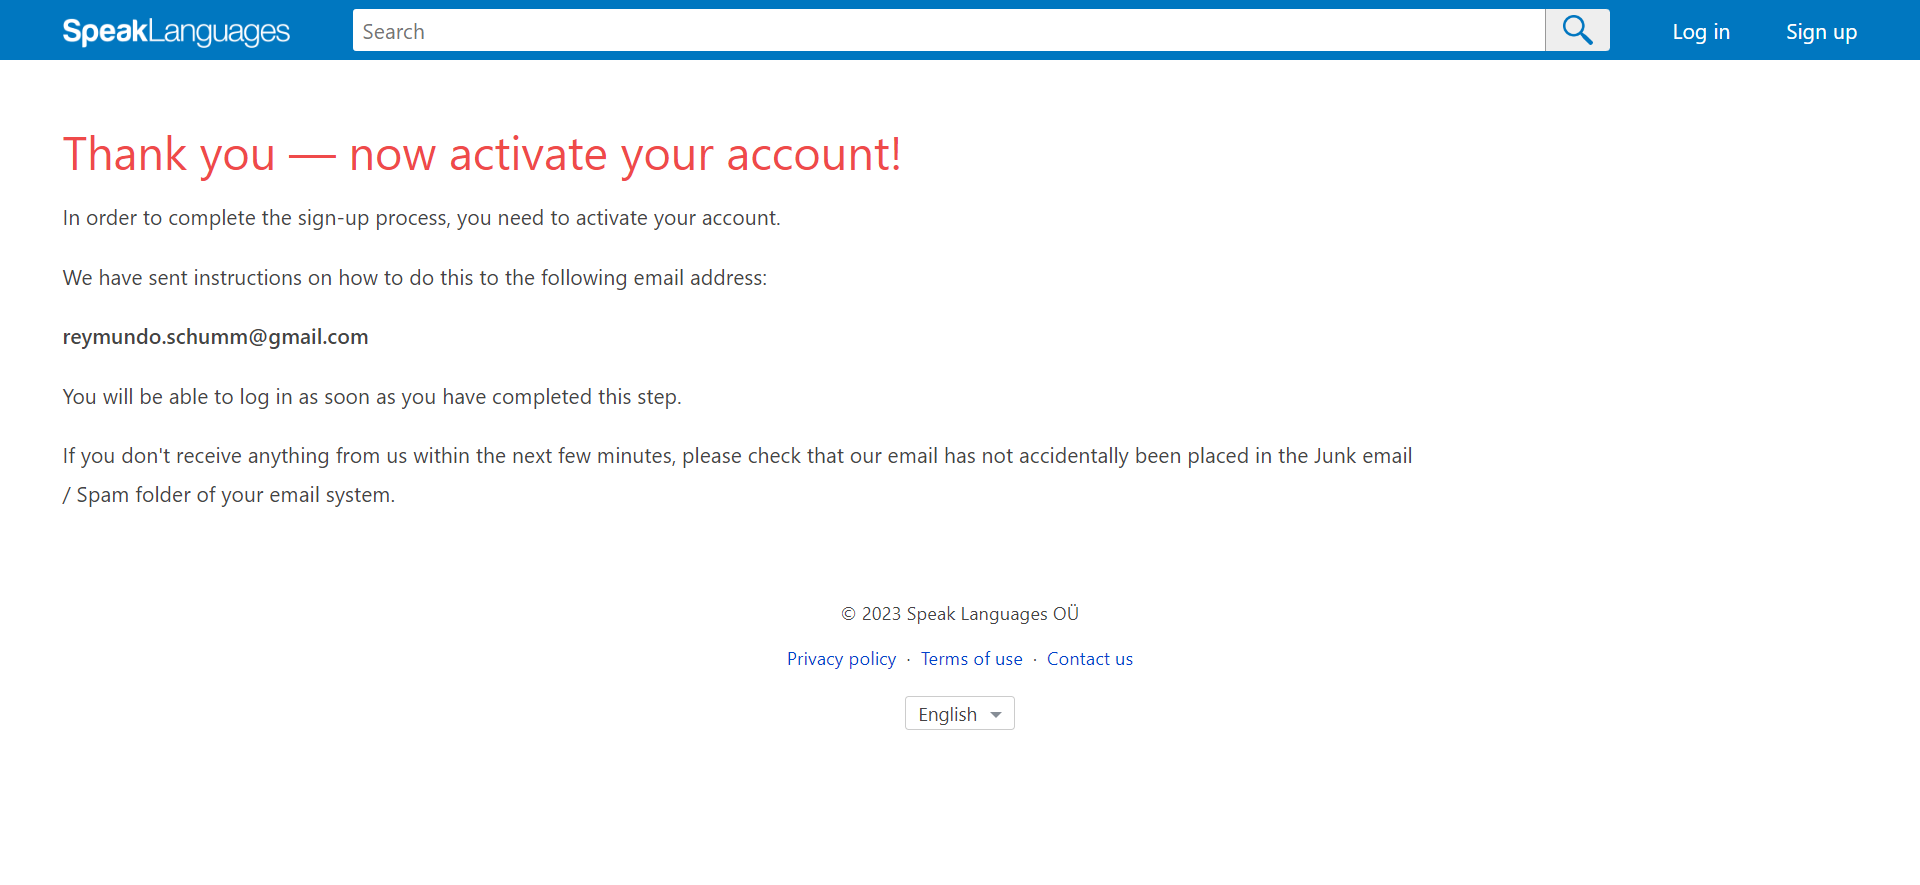 SpeakLanguages
Search
Log in
Sign up
Thank you — now activate your account!
In order to complete the sign-up process, you need to activate your account.
We have sent instructions on how to do this to the following email address:
reymundo.schumm@gmail.com
You will be able to log in as soon as you have completed this step.
If you don't receive anything from us within the next few minutes, please check that our email has not accidentally been placed in the Junk email
/ Spam folder of your email system.
© 2023 Speak Languages OÜ
Privacy policy · Terms of use · Contact us
English